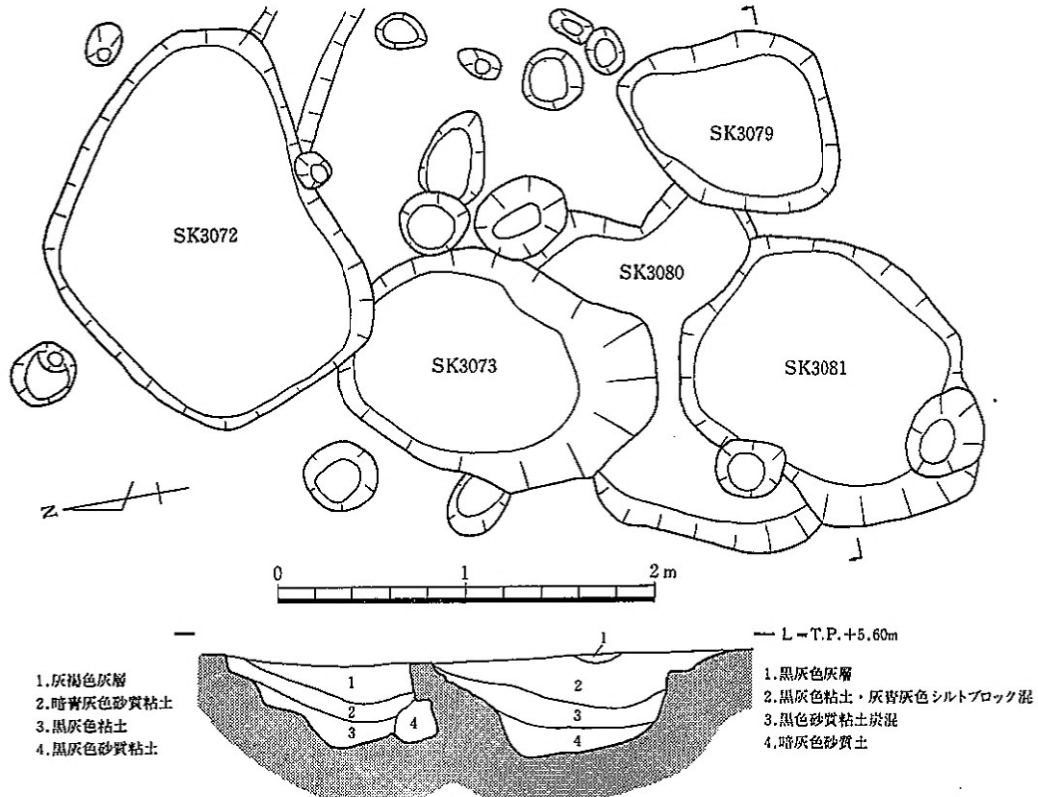 SK3079
SK3072
SK3080
SK3073
SK3081
N
0 1 2m
L=T.P.+5.60m
1.灰褐色灰層
2.暗青灰色砂質粘土
3.黒灰色粘土
4.黒灰色砂質粘土
1
2
3
4
1
2
3
4
1.黒灰色灰層
2.黒灰色粘土・灰青灰色シルトブロック混
3.黒色砂質粘土炭混
4.暗灰色砂質土